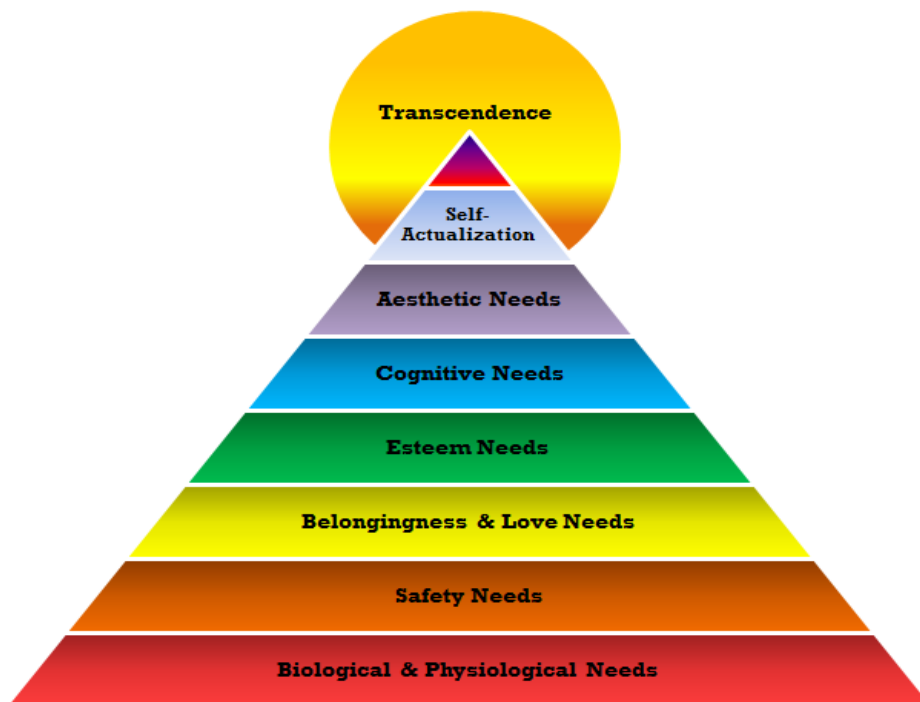 Transcendence
Self-
Actualization
Aesthetic Needs
Cognitive Needs
Esteem Needs
Belongingness & Love Needs
Safety Needs
Biological & Physiological Needs